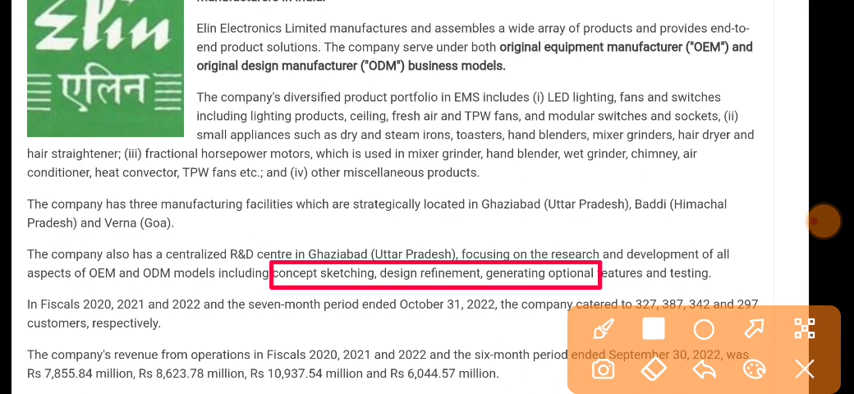 Elin
एलिन
Elin Electronics Limited manufactures and assembles a wide array of products and provides end-to-
end product solutions. The company serve under both original equipment manufacturer ("OEM") and
original design manufacturer ("ODM") business models.
The company's diversified product portfolio in EMS includes (i) LED lighting, fans and switches
including lighting products, ceiling, fresh air and TPW fans, and modular switches and sockets, (ii)
small appliances such as dry and steam irons, toasters, hand blenders, mixer grinders, hair dryer and
hair straightener; (iii) fractional horsepower motors, which is used in mixer grinder, hand blender, wet grinder, chimney, air
conditioner, heat convector, TPW fans etc.; and (iv) other miscellaneous products.
The company has three manufacturing facilities which are strategically located in Ghaziabad (Uttar Pradesh), Baddi (Himachal
Pradesh) and Verna (Goa).
The company also has a centralized R&D centre in Ghaziabad (Uttar Pradesh), focusing on the research and development of all
aspects of OEM and ODM models including concept sketching, design refinement, generating optional features and testing.
In Fiscals 2020, 2021 and 2022 and the seven-month period ended October 31, 2022, the company catered to 327, 387, 342 and 297
customers, respectively.
The company's revenue from operations in Fiscals 2020, 2021 and 2022 and the six-month period ended September 30, 2022, was
Rs 7,855.84 million, Rs 8,623.78 million, Rs 10,937.54 million and Rs 6,044.57 million.